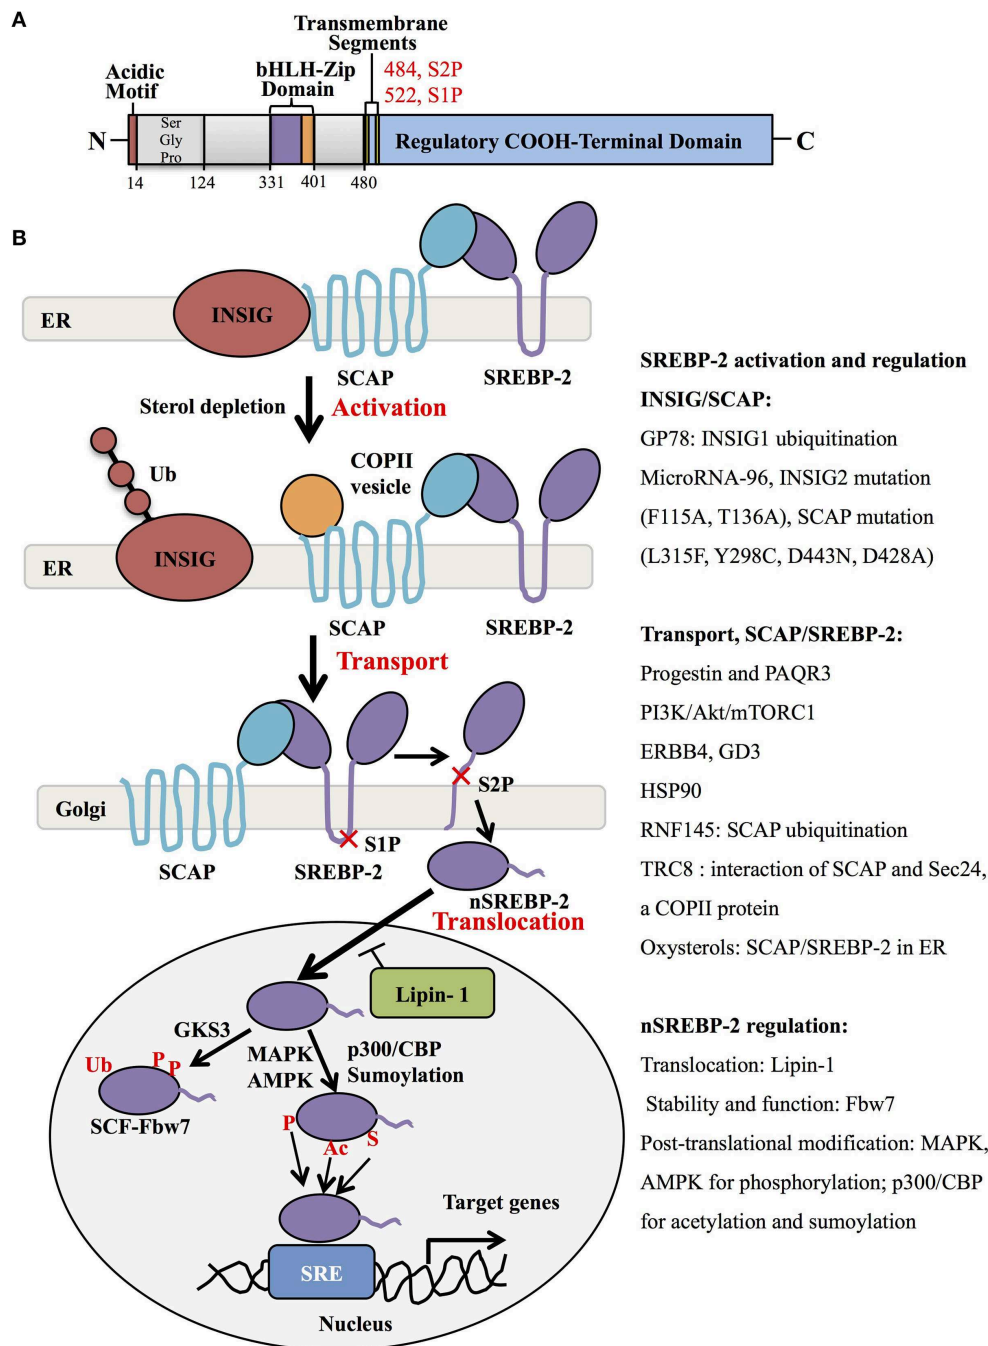 A
Transmembrane
Segments
484, S2P
522, S1P
Acidic
Motif
bHLH-Zip
Domain
N
Ser
Gly
Pro
Regulatory COOH-Terminal Domain
C
14
124
331
401
480
B
ER
INSIG
SCAP
SREBP-2
Sterol depletion
Activation
Ub
COPII
vesicle
ER
INSIG
SCAP
SREBP-2
Transport
Golgi
S2P
S1P
SCAP
SREBP-2
nSREBP-2
Translocation
Lipin- 1
GKS3
MAPK
AMPK
p300/CBP
Sumoylation
Ub
P
P
SCF-Fbw7
P
Ac
S
Target genes
SRE
Nucleus
SREBP-2 activation and regulation
INSIG/SCAP:
GP78: INSIG1 ubiquitination
MicroRNA-96, INSIG2 mutation
(F115A, T136A), SCAP mutation
(L315F, Y298C, D443N, D428A)
Transport, SCAP/SREBP-2:
Progestin and PAQR3
PI3K/Akt/mTORC1
ERBB4, GD3
HSP90
RNF145: SCAP ubiquitination
TRC8 : interaction of SCAP and Sec24,
a COPII protein
Oxysterols: SCAP/SREBP-2 in ER
nSREBP-2 regulation:
Translocation: Lipin-1
Stability and function: Fbw7
Post-translational modification: MAPK,
AMPK for phosphorylation; p300/CBP
for acetylation and sumoylation